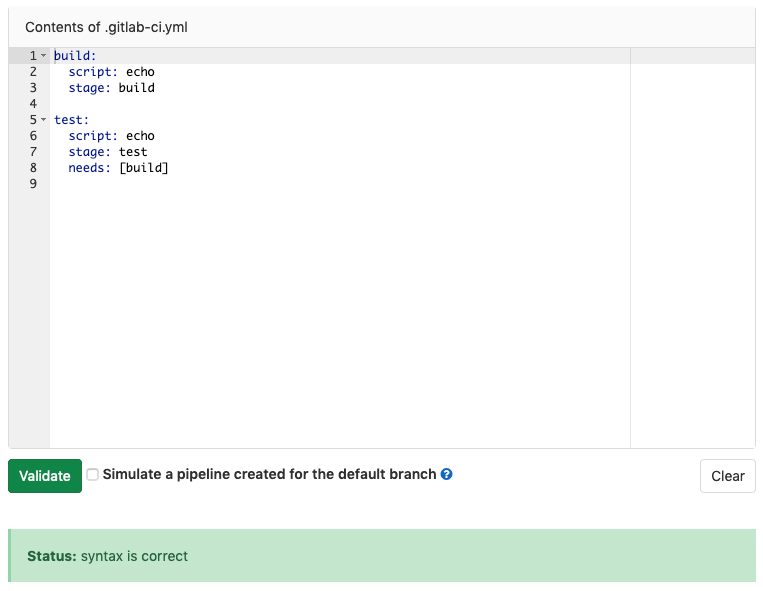 Contents of .gitlab-ci.yml
1 build:
2   script: echo
3   stage: build
4
5 test:
6   script: echo
7   stage: test
8   needs: [build]
9
Validate Simulate a pipeline created for the default branch ? Clear
Status: syntax is correct